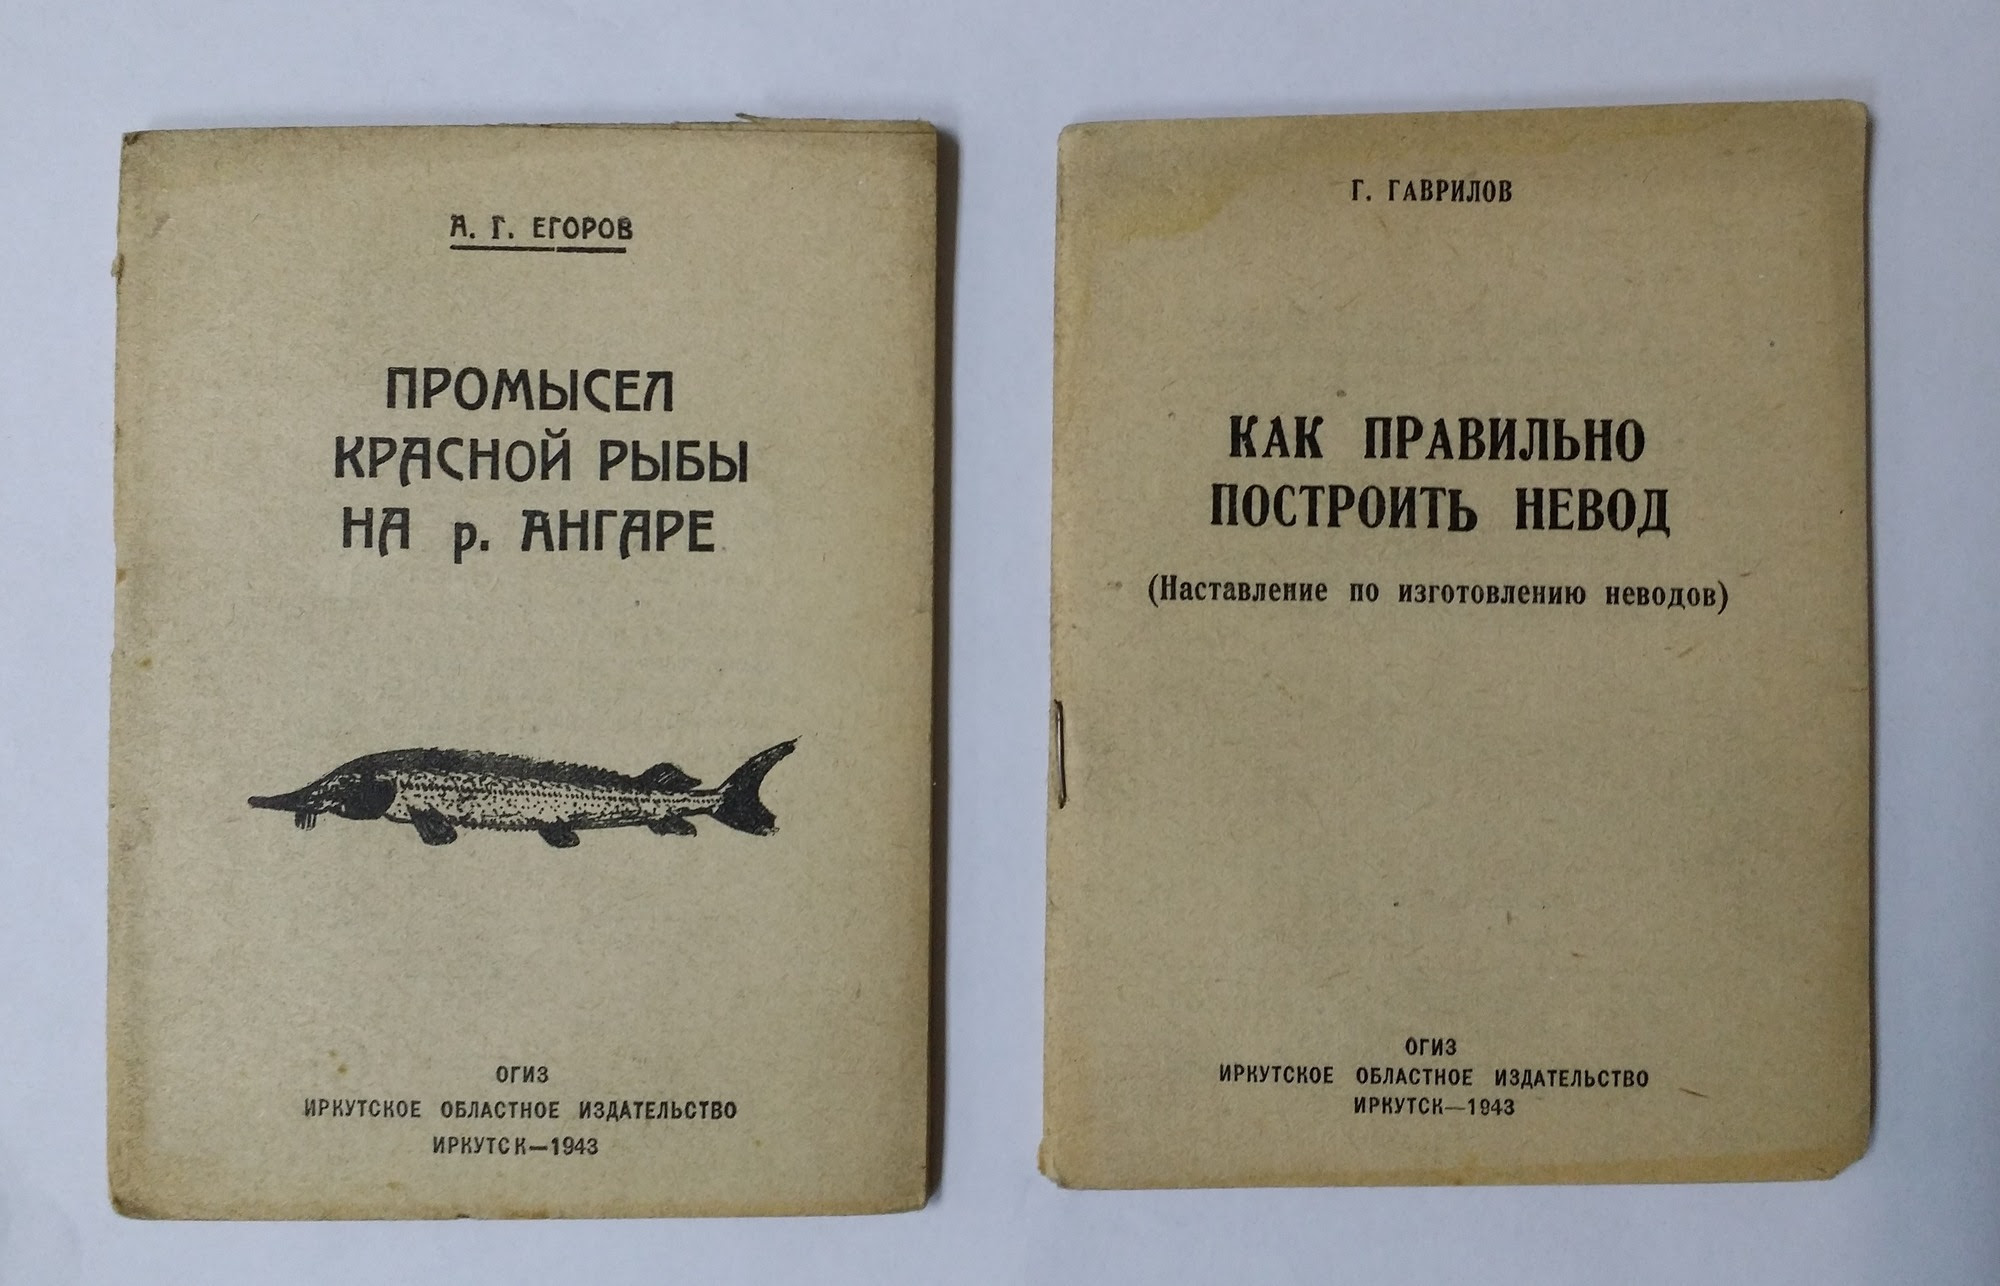 А. Г. ЕГОРОВ
ПРОМЫСЕЛ
КРАСНОЙ РЫБЫ
НА р. АНГАРЕ
ОГИЗ
ИРКУТСКОЕ ОБЛАСТНОЕ ИЗДАТЕЛЬСТВО
ИРКУТСК—1943
Г. ГАВРИЛОВ
КАК ПРАВИЛЬНО
ПОСТРОИТЬ НЕВОД
(Наставление по изготовлению неводов)
ОГИЗ
ИРКУТСКОЕ ОБЛАСТНОЕ ИЗДАТЕЛЬСТВО
ИРКУТСК—1943